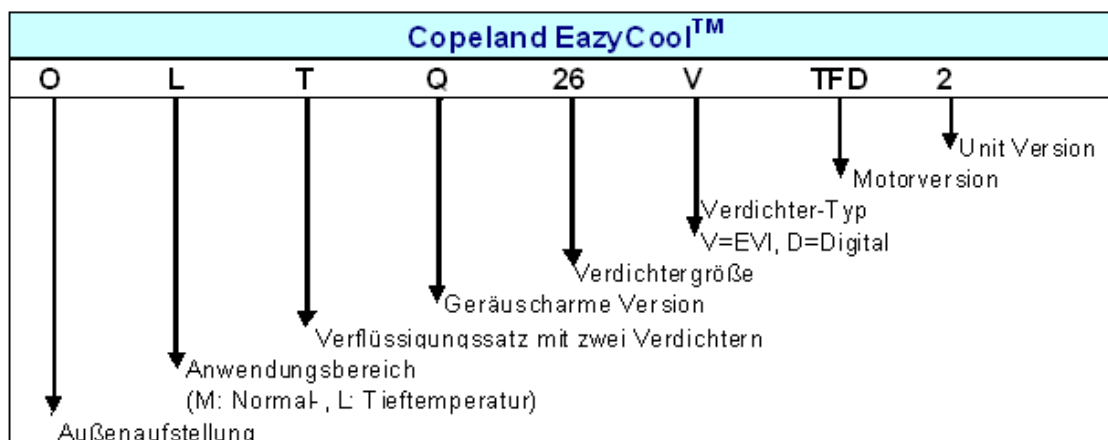 Copeland EazyCool™
O L T Q 26 V TFD 2
Unit Version
Motorversion
Verdichter-Typ
V=EVI, D=Digital
Verdichtergröße
Geräuscharme Version
Verflüssigungssatz mit zwei Verdichtern
Anwendungsbereich
(M: Normal- , L: Tieftemperatur)
Außenaufstellung